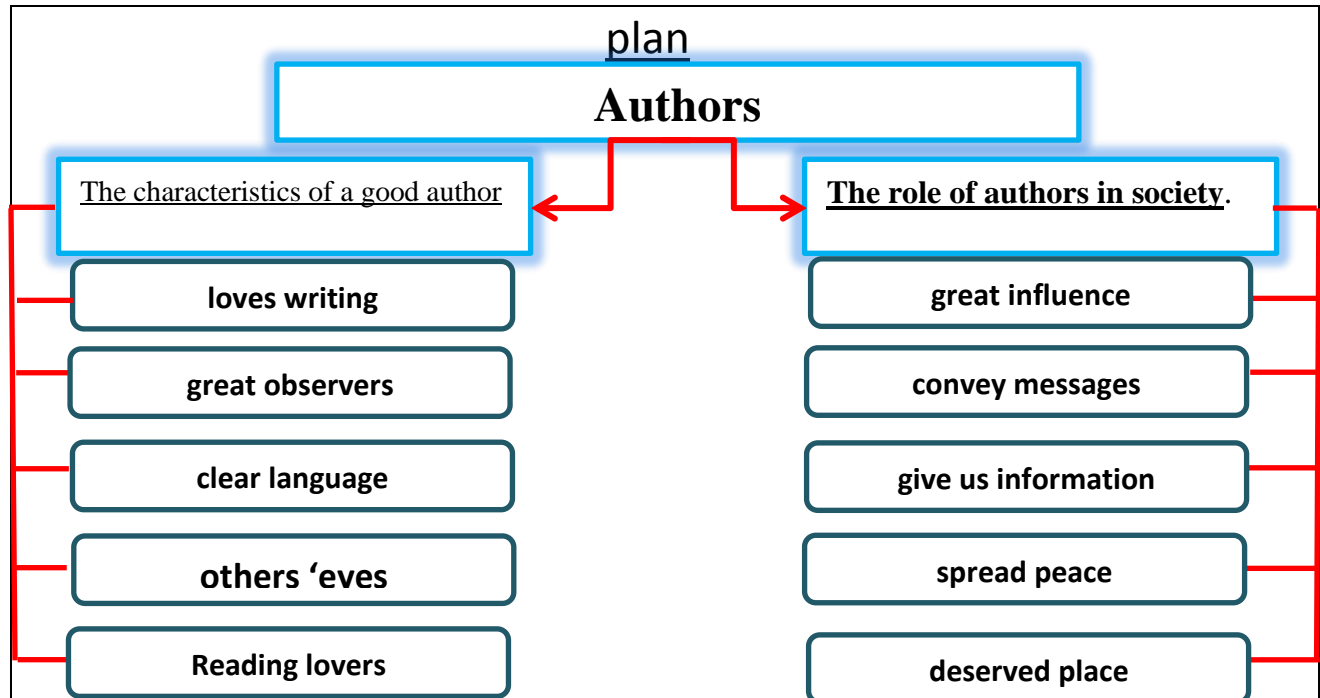 plan
Authors
The characteristics of a good author
The role of authors in society.
loves writing
great observers
clear language
others ‘eyes
Reading lovers
great influence
convey messages
give us information
spread peace
deserved place